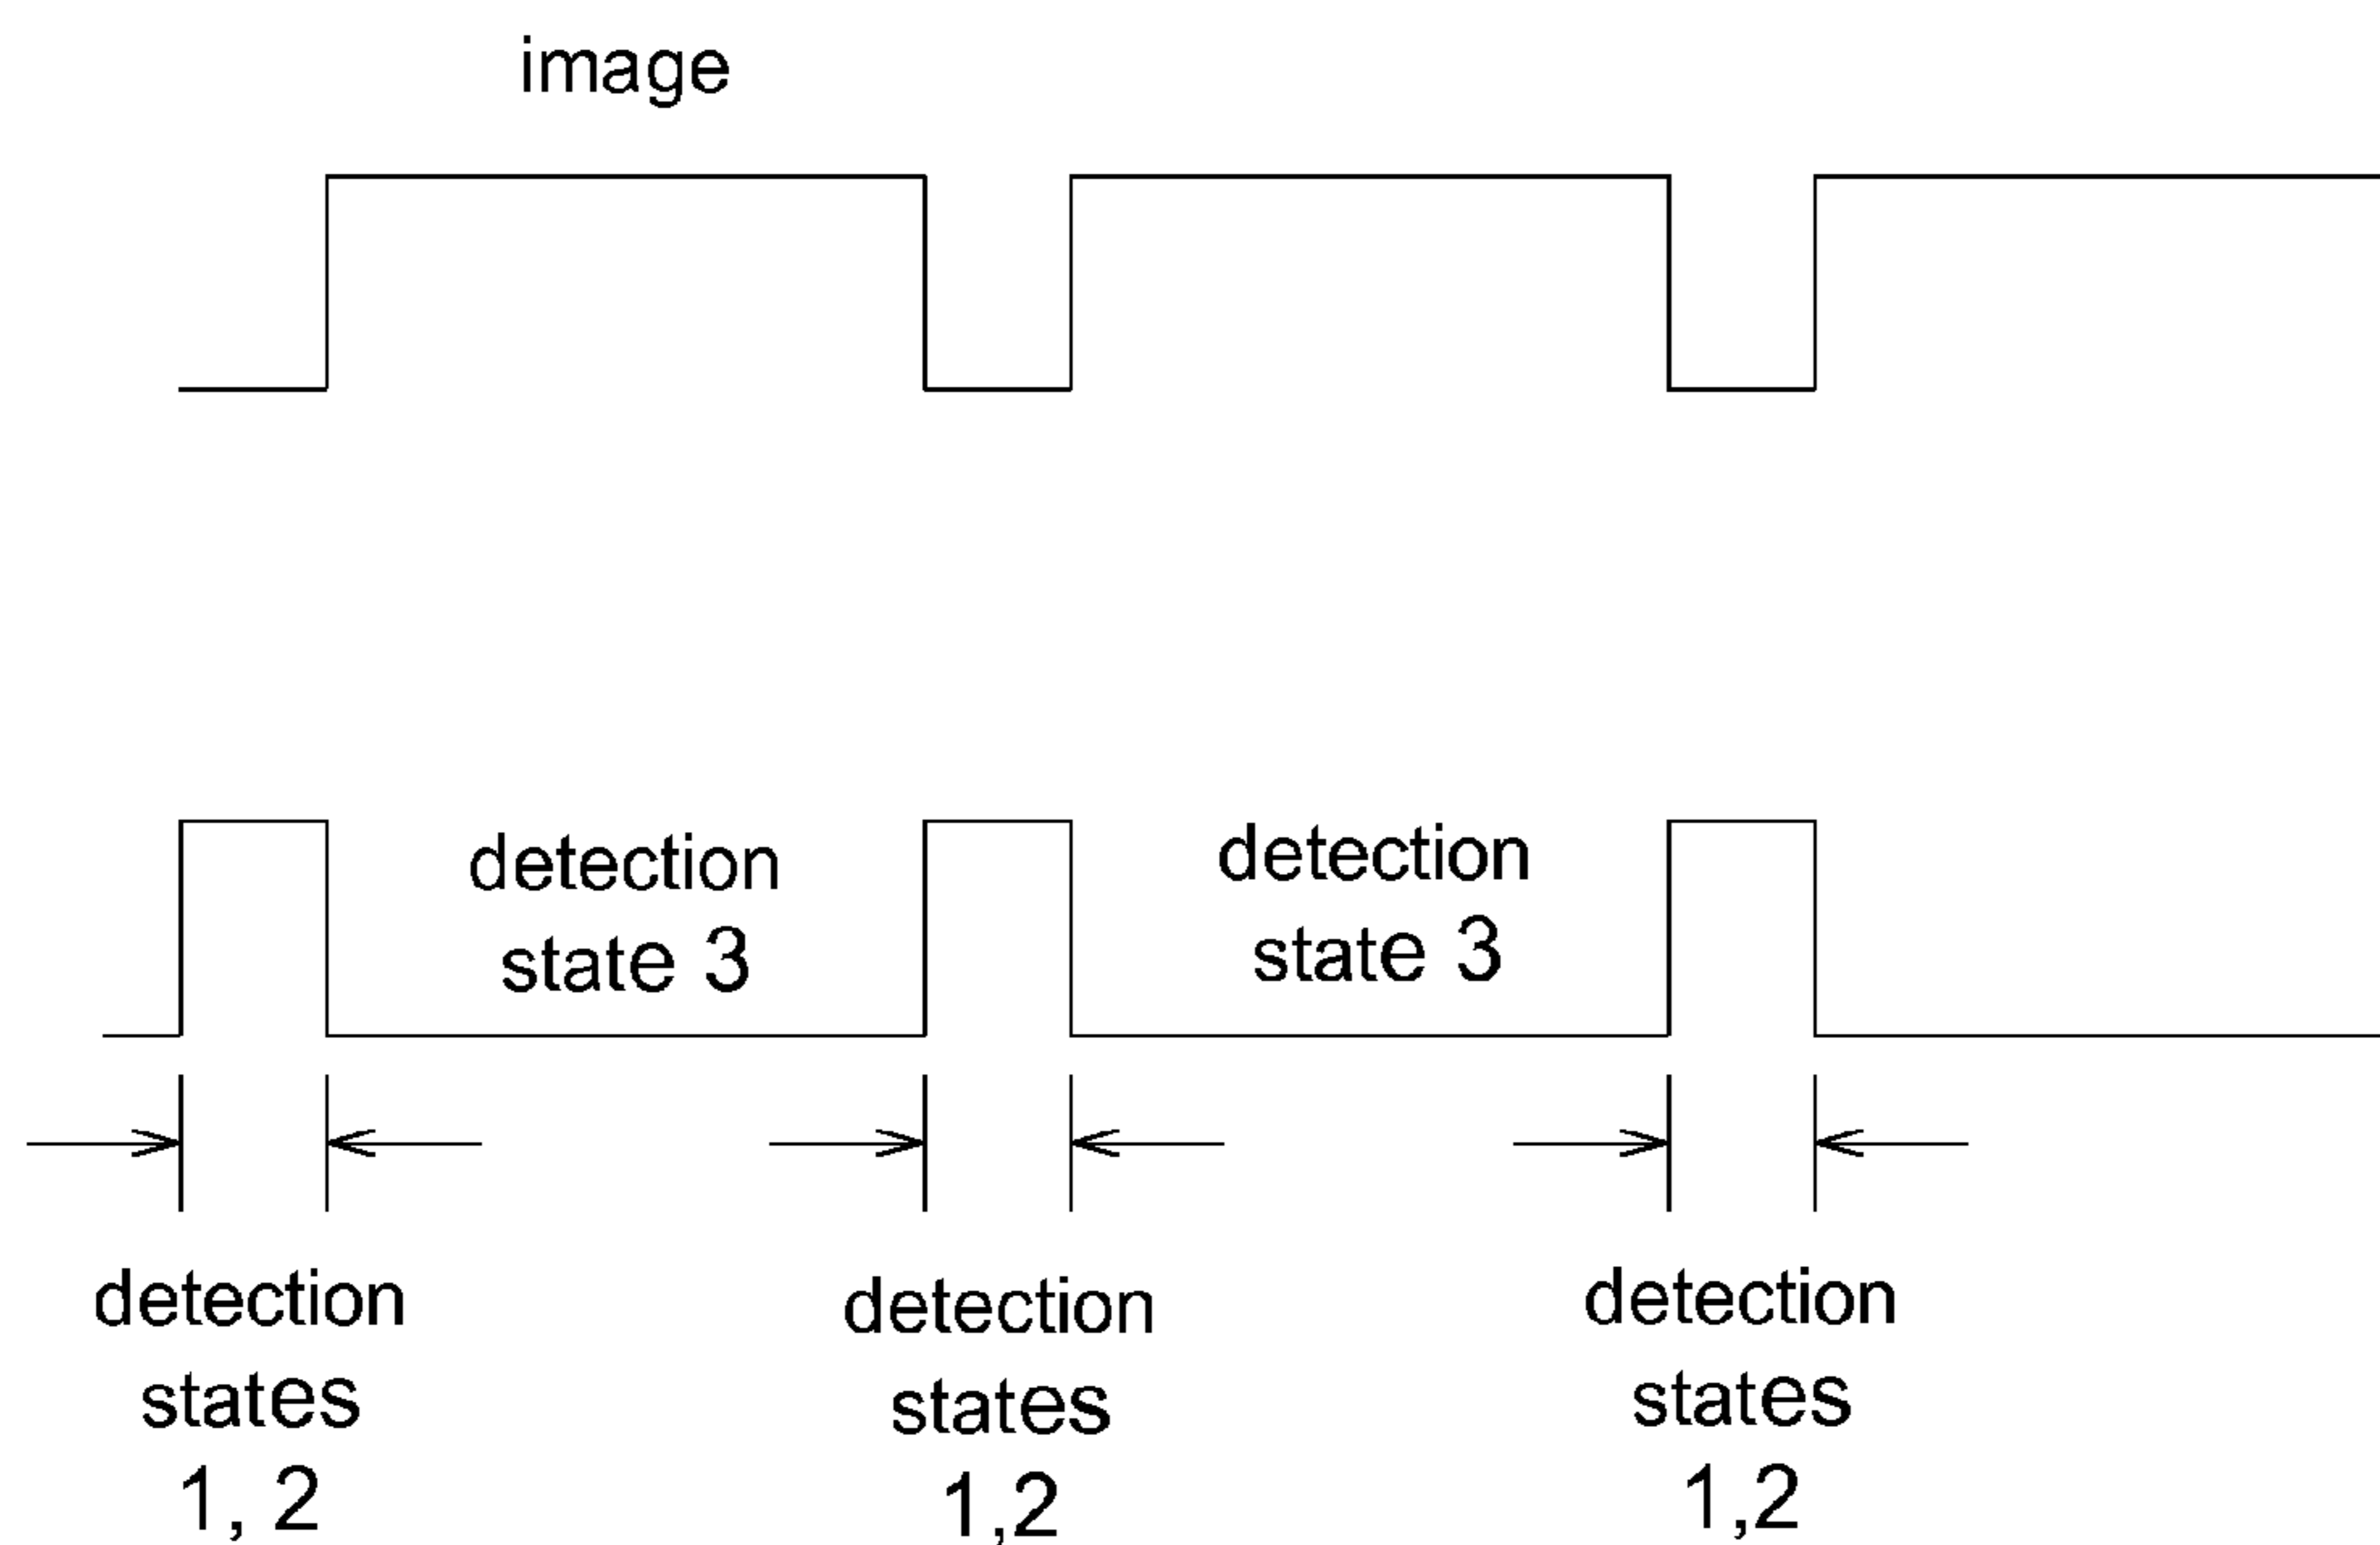 image
detection
state 3
detection
state 3
detection
states
1, 2
detection
states
1,2
detection
states
1,2